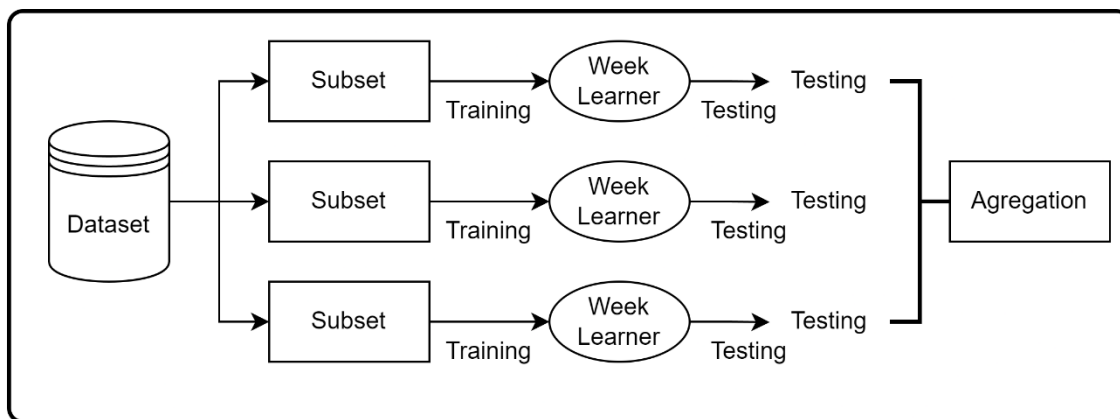 Subset
Training
Week
Learner
Testing
Testing
Dataset
Subset
Training
Week
Learner
Testing
Testing
Agregation
Subset
Training
Week
Learner
Testing
Testing